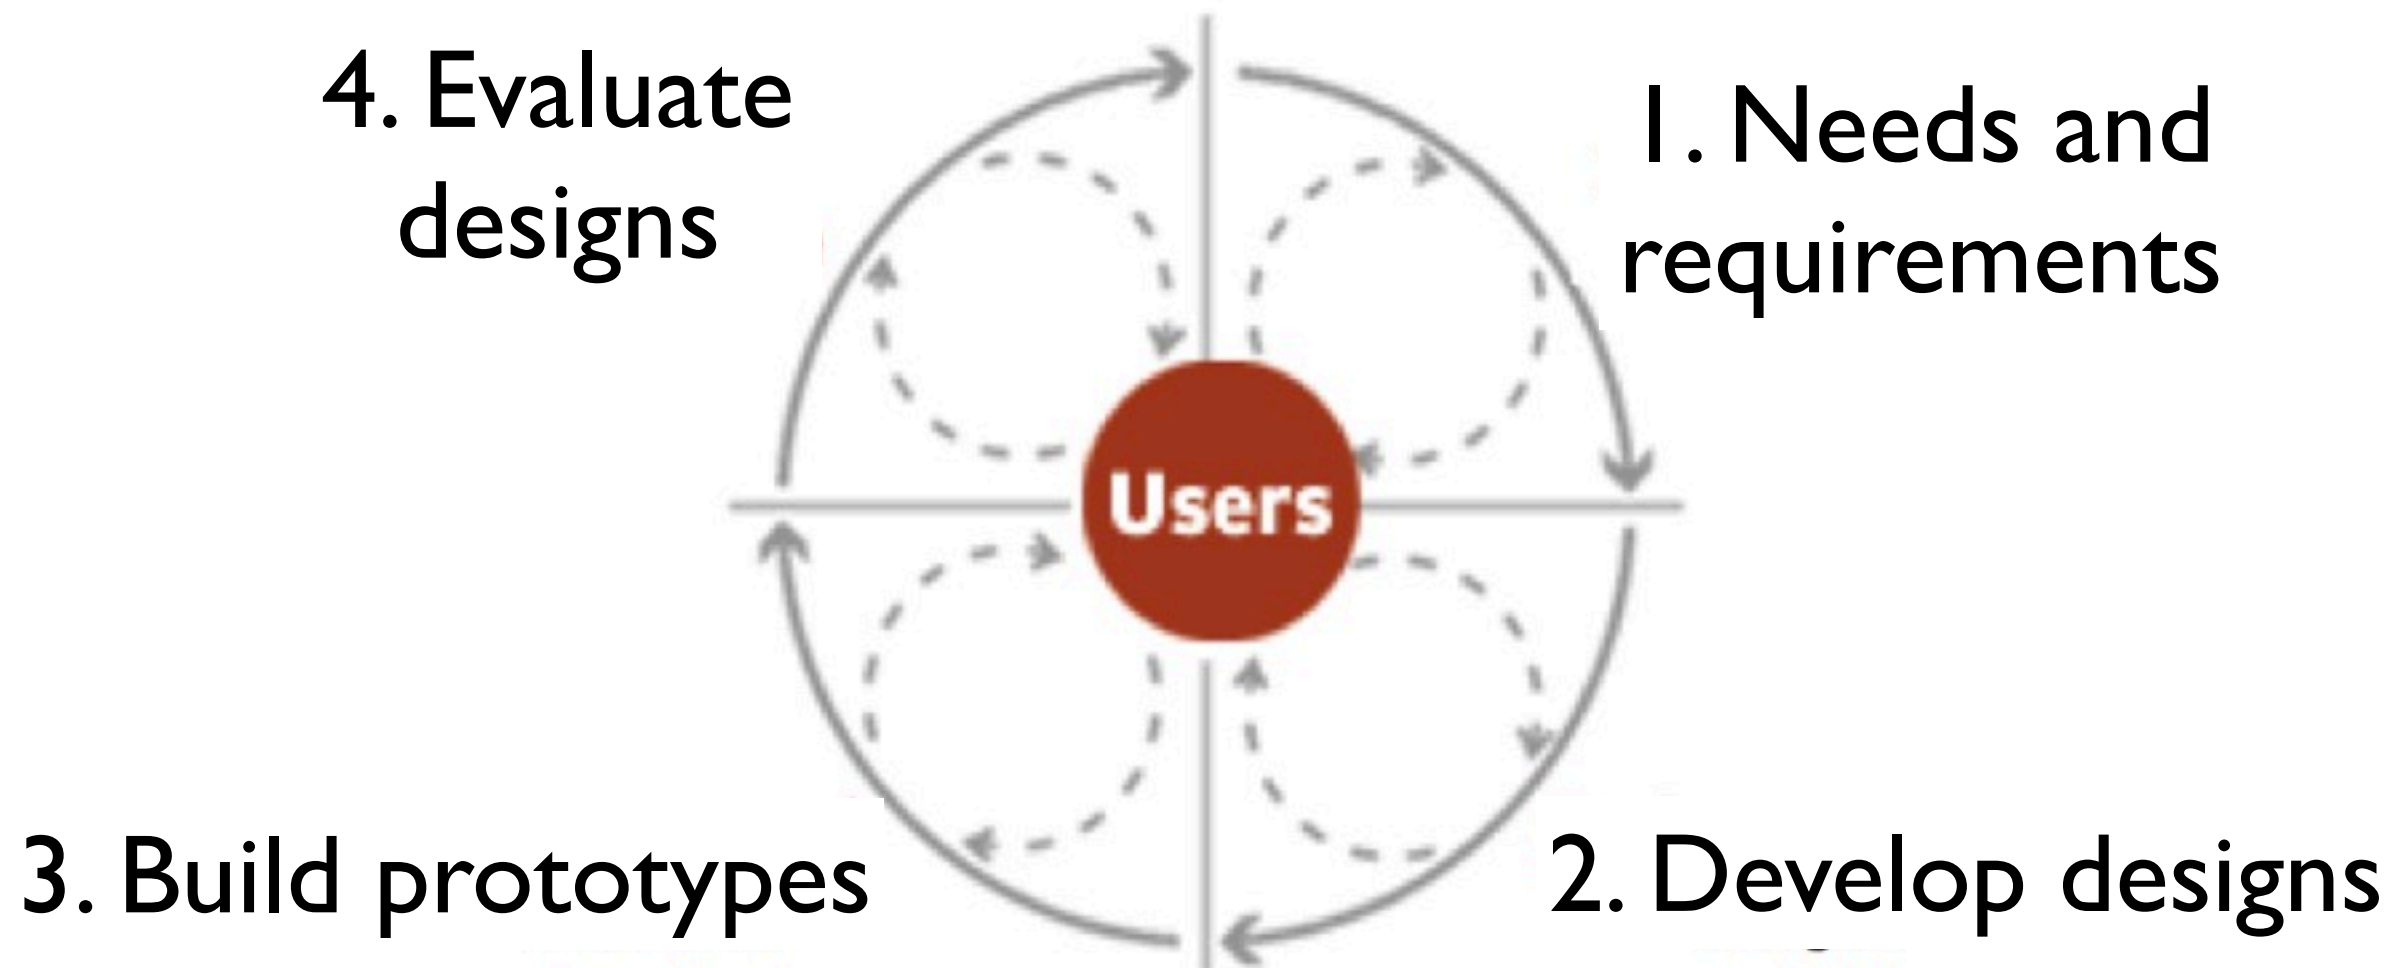 4. Evaluate
designs
1. Needs and
requirements
Users
3. Build prototypes
2. Develop designs